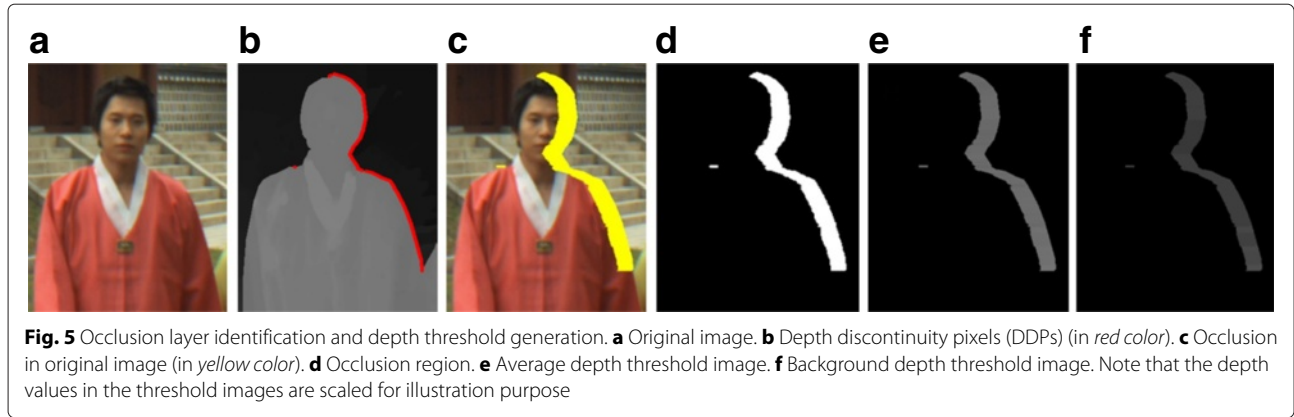 a b c d e f
Fig. 5 Occlusion layer identification and depth threshold generation. a Original image. b Depth discontinuity pixels (DDPs) (in red color). c Occlusion
in original image (in yellow color). d Occlusion region. e Average depth threshold image. f Background depth threshold image. Note that the depth
values in the threshold images are scaled for illustration purpose